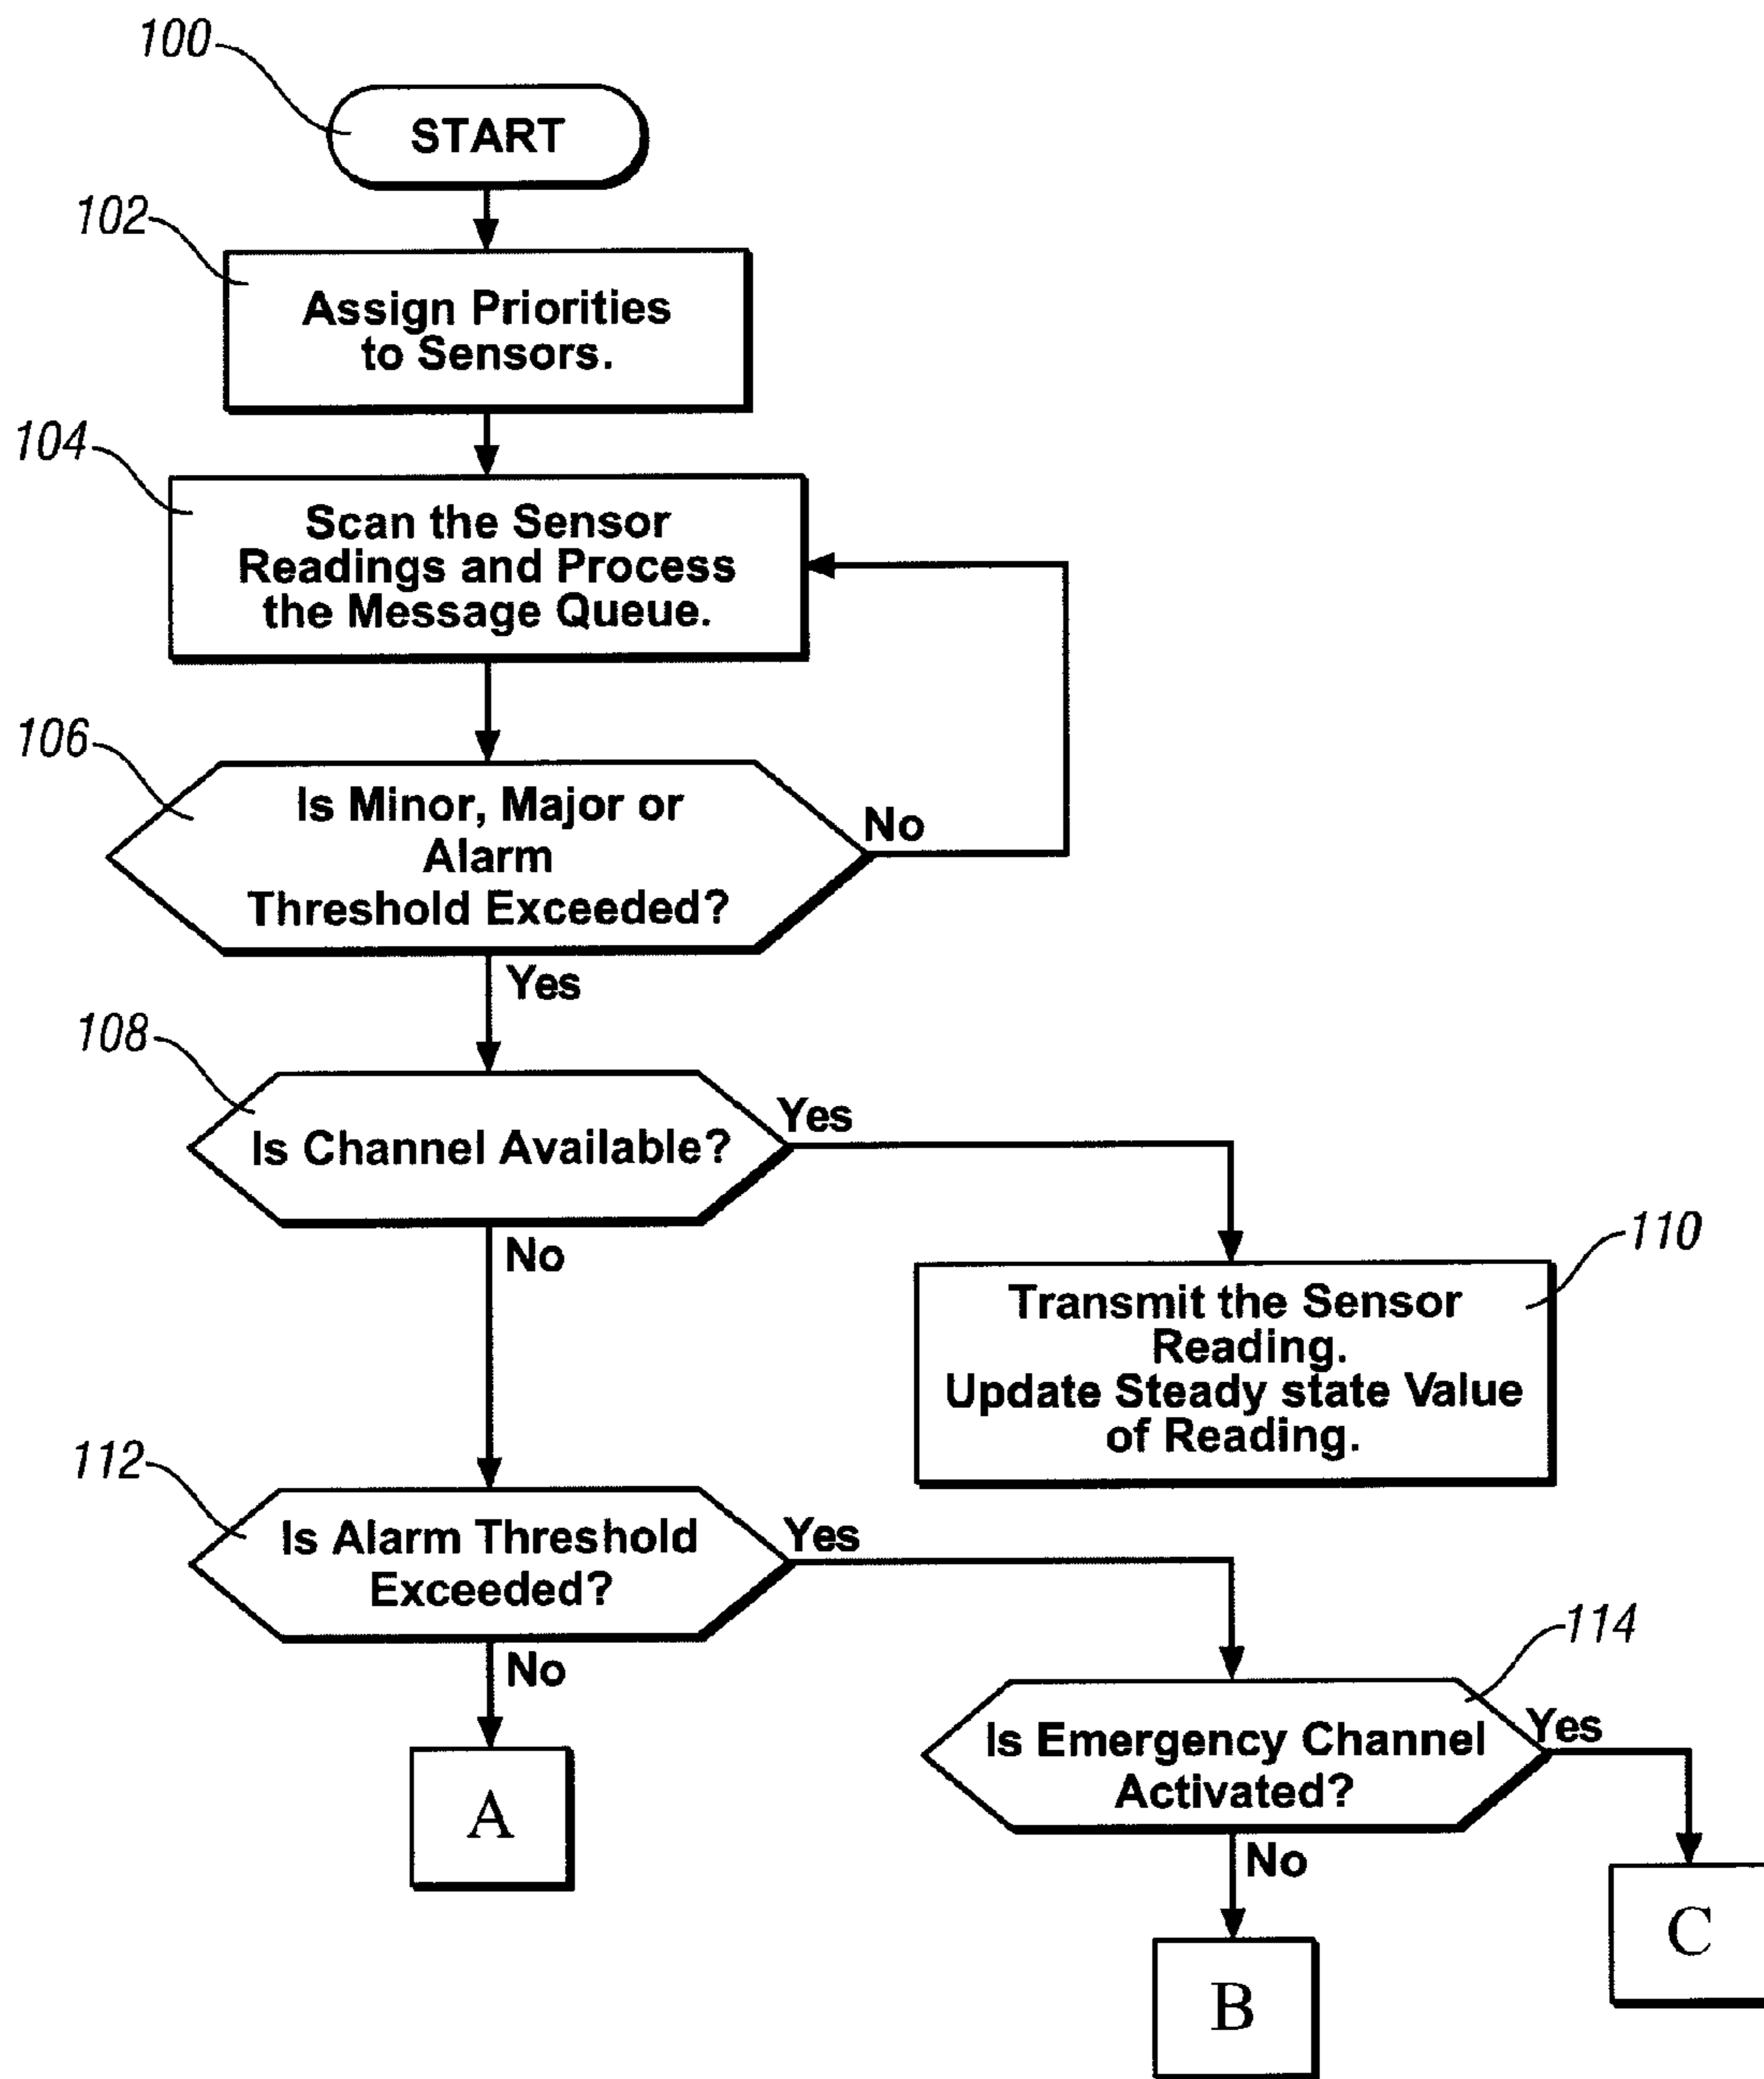 100
START
102
Assign Priorities
to Sensors.
104
Scan the Sensor
Readings and Process
the Message Queue.
106
Is Minor, Major or
Alarm
Threshold Exceeded?
No
Yes
108
Is Channel Available?
Yes
No
110
Transmit the Sensor
Reading.
Update Steady state Value
of Reading.
112
Is Alarm Threshold
Exceeded?
Yes
No
114
Is Emergency Channel
Activated?
Yes
No
A
B
C